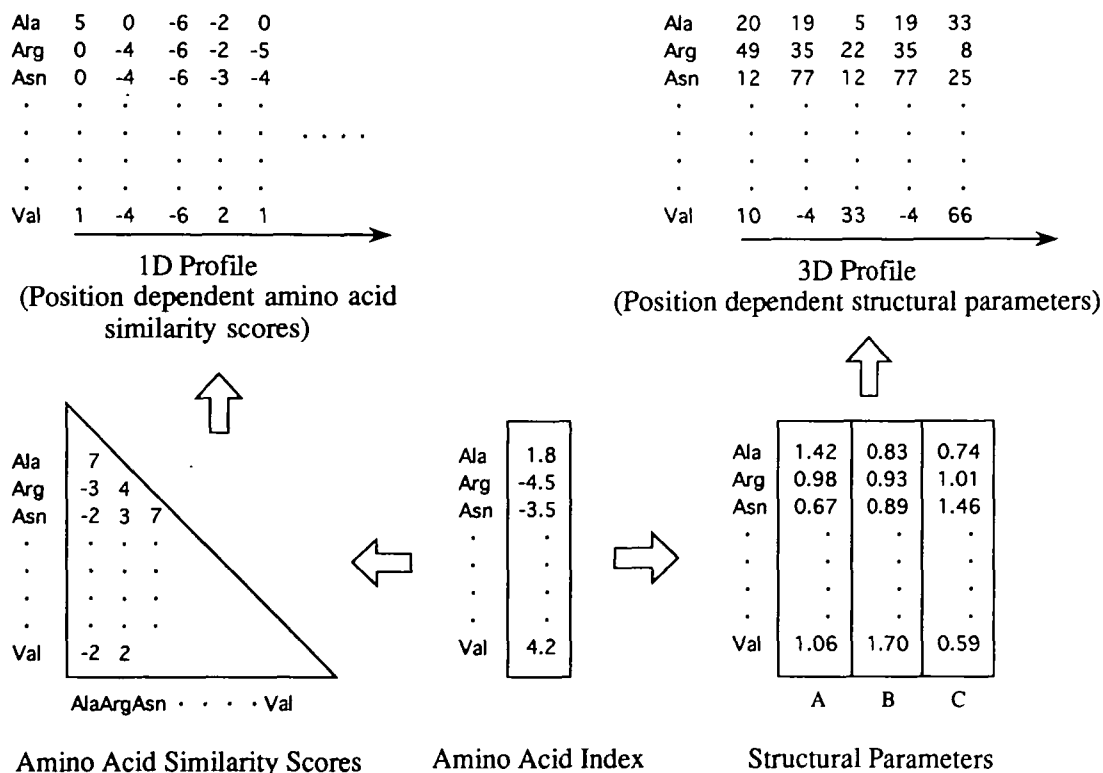 Ala 5 0 -6 -2 0
Arg 0 -4 -6 -2 -5
Asn 0 -4 -6 -3 -4
. . . . . .
. . . . . . . . . .
. . . . . .
. . . . . .
Val 1 -4 -6 2 1
1D Profile
(Position dependent amino acid
similarity scores)
Ala 20 19 5 19 33
Arg 49 35 22 35 8
Asn 12 77 12 77 25
. . . . . .
. . . . . .
. . . . . .
. . . . . .
Val 10 -4 33 -4 66
3D Profile
(Position dependent structural parameters)
Ala 7
Arg -3 4
Asn -2 3 7
. . . .
. . . .
. . . .
. . . .
Val -2 2
AlaArgAsn · · · · Val
Amino Acid Similarity Scores
Ala 1.8
Arg -4.5
Asn -3.5
. .
. .
. .
. .
Val 4.2
Amino Acid Index
Ala 1.42 0.83 0.74
Arg 0.98 0.93 1.01
Asn 0.67 0.89 1.46
. . . .
. . . .
. . . .
. . . .
Val 1.06 1.70 0.59
A B C
Structural Parameters